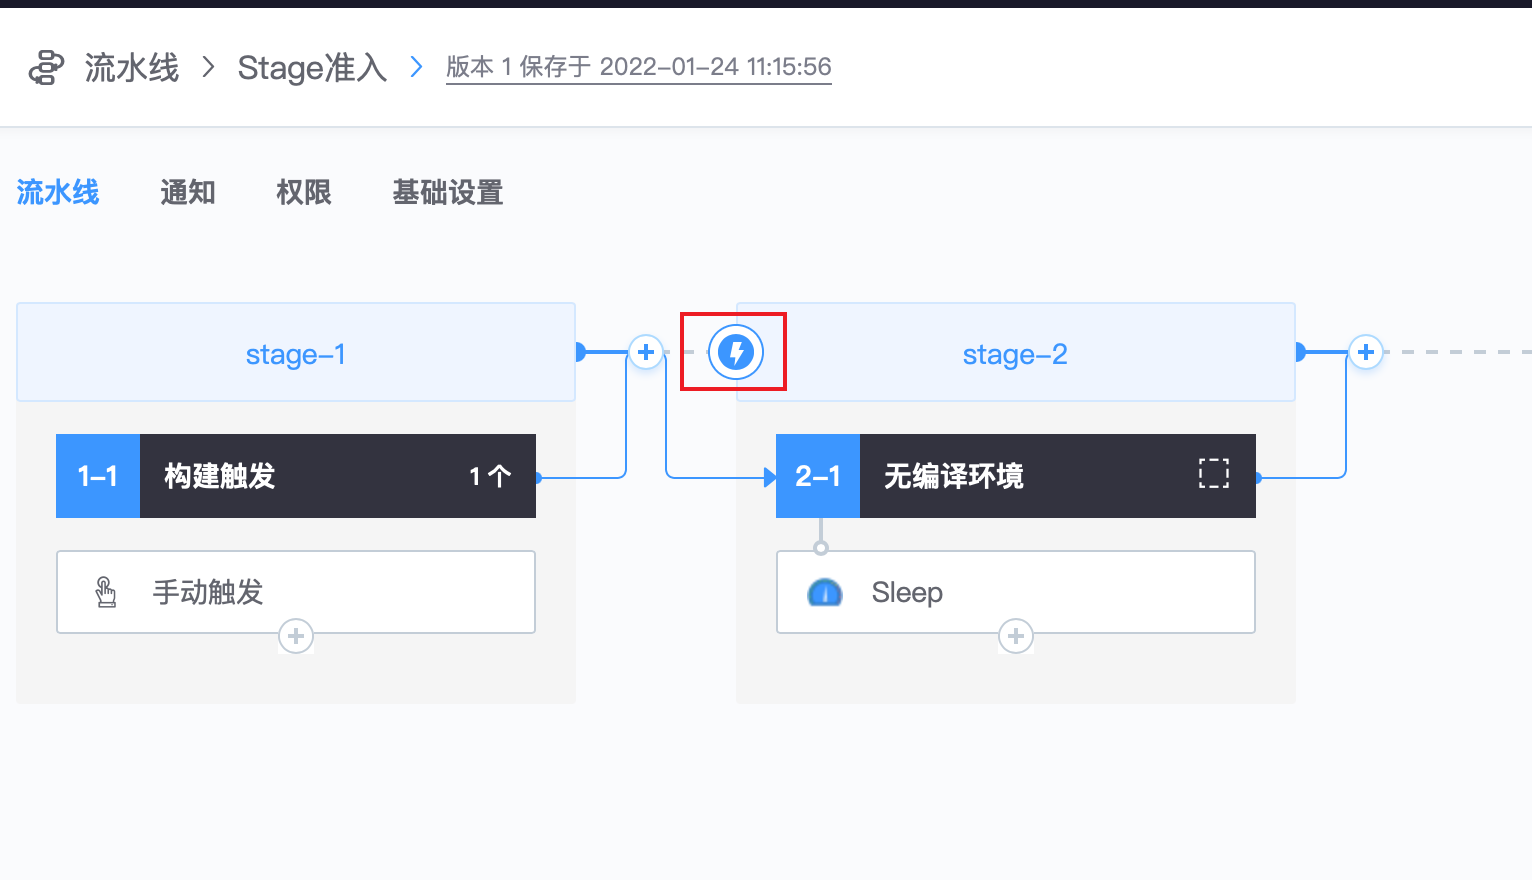 流水线 > Stage准入 > 版本 1 保存于 2022-01-24 11:15:56
流水线 通知 权限 基础设置
stage-1
stage-2
1-1 构建触发 1 个
2-1 无编译环境
手动触发
Sleep